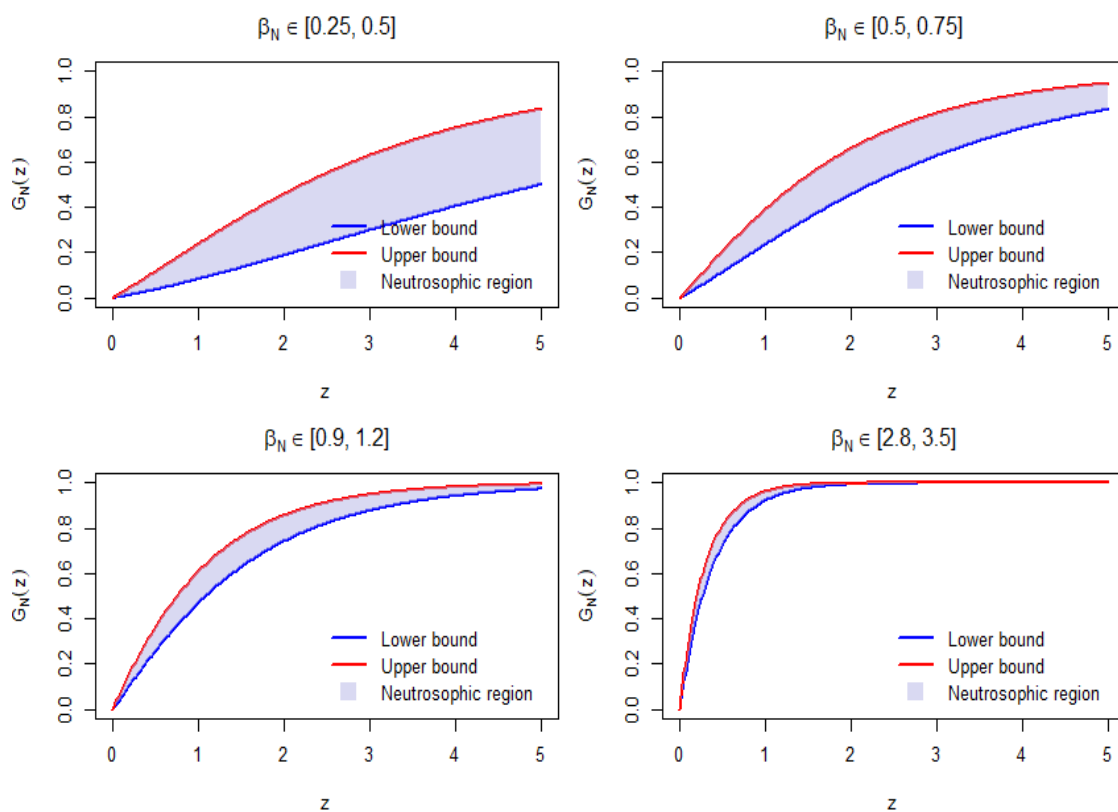 β_N ∈ [0.25, 0.5]
G_N(z)
1.0
0.8
0.6
0.4
0.2
0.0
Lower bound
Upper bound
Neutrosophic region
0 1 2 3 4 5
z
β_N ∈ [0.5, 0.75]
G_N(z)
1.0
0.8
0.6
0.4
0.2
0.0
Lower bound
Upper bound
Neutrosophic region
0 1 2 3 4 5
z
β_N ∈ [0.9, 1.2]
G_N(z)
1.0
0.8
0.6
0.4
0.2
0.0
Lower bound
Upper bound
Neutrosophic region
0 1 2 3 4 5
z
β_N ∈ [2.8, 3.5]
G_N(z)
1.0
0.8
0.6
0.4
0.2
0.0
Lower bound
Upper bound
Neutrosophic region
0 1 2 3 4 5
z